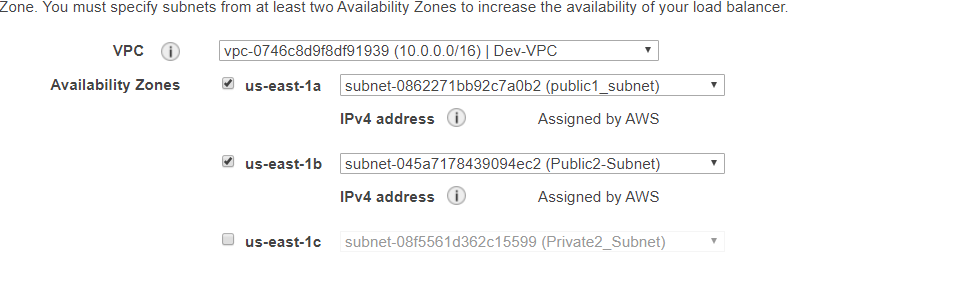 Zone. You must specify subnets from at least two Availability Zones to increase the availability of your load balancer.
VPC i vpc-0746c8d9f8df91939 (10.0.0.0/16) | Dev-VPC
Availability Zones us-east-1a subnet-0862271bb92c7a0b2 (public1_subnet)
IPv4 address i Assigned by AWS
us-east-1b subnet-045a7178439094ec2 (Public2-Subnet)
IPv4 address i Assigned by AWS
us-east-1c subnet-08f5561d362c15599 (Private2_Subnet)